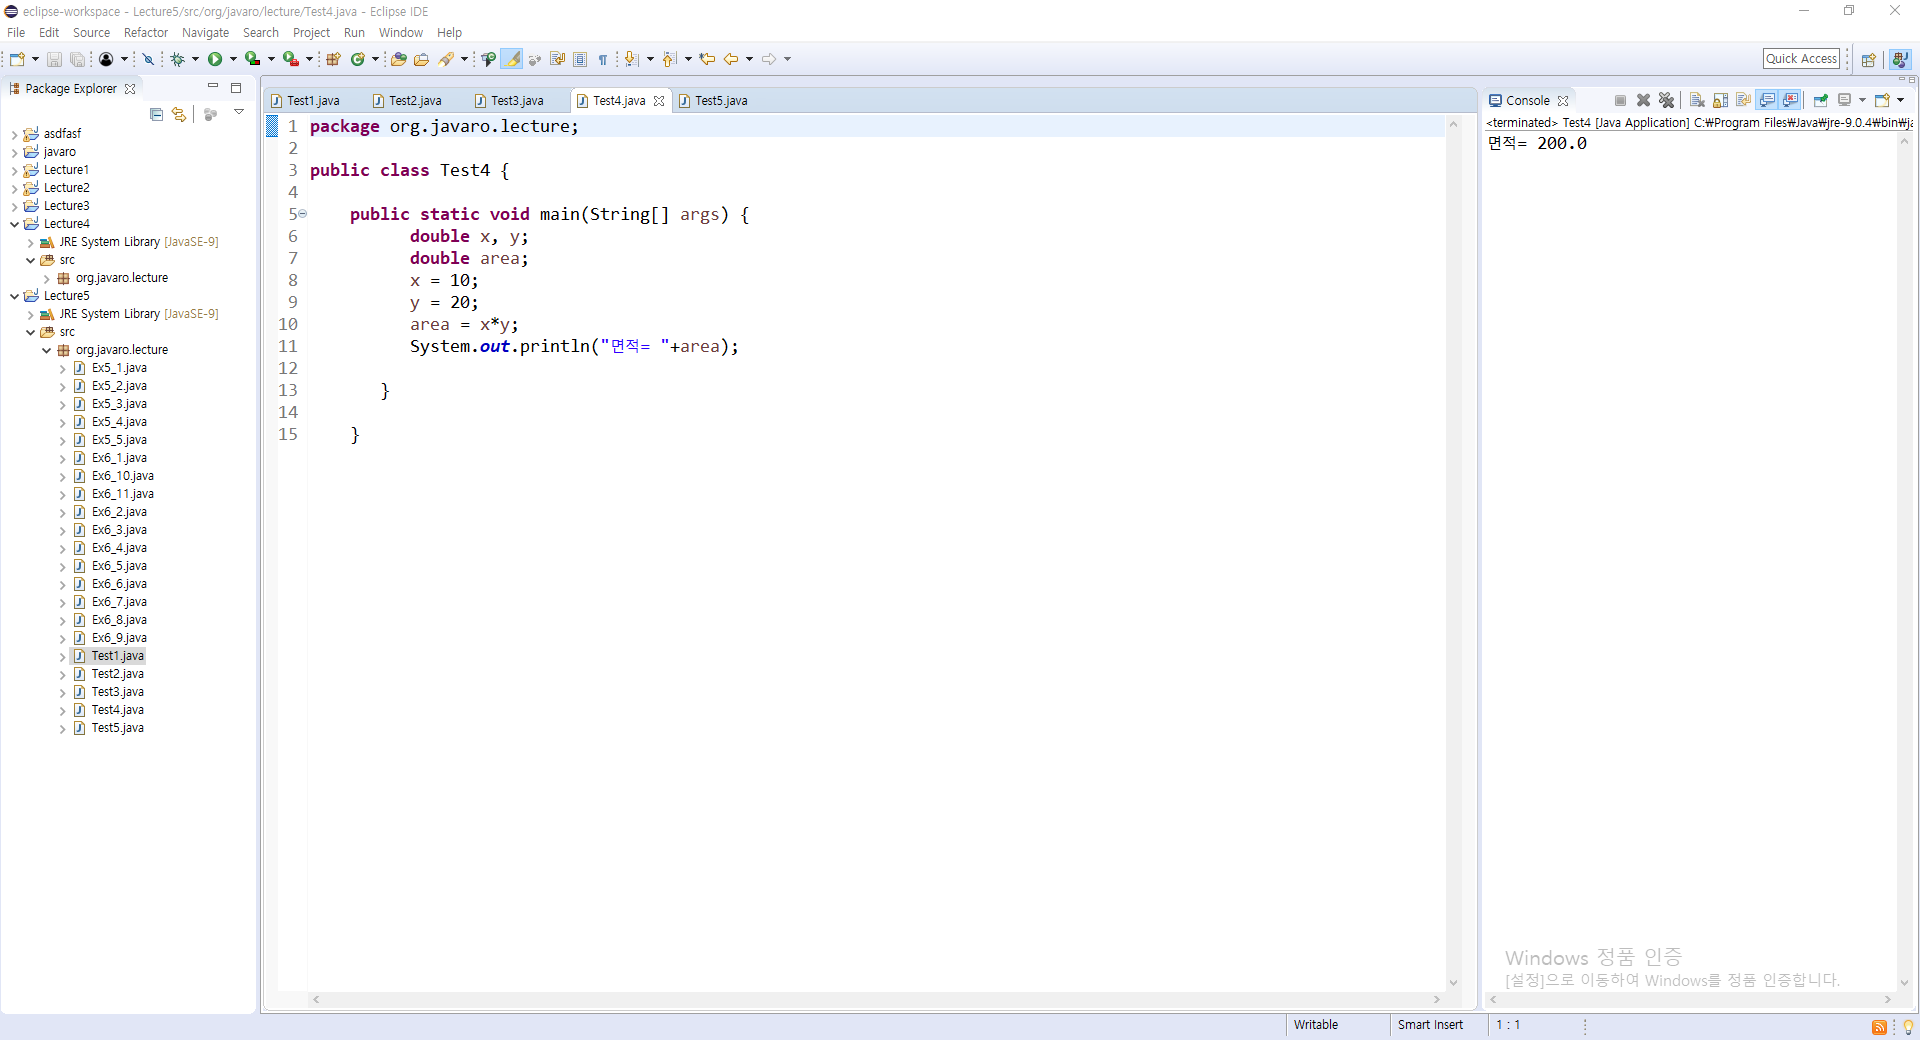 eclipse-workspace - Lecture5/src/org/javaro/lecture/Test4.java - Eclipse IDE
File Edit Source Refactor Navigate Search Project Run Window Help
Quick Access
Package Explorer
asdfasf
javaro
Lecture1
Lecture2
Lecture3
Lecture4
JRE System Library [JavaSE-9]
src
org.javaro.lecture
Lecture5
JRE System Library [JavaSE-9]
src
org.javaro.lecture
Ex5_1.java
Ex5_2.java
Ex5_3.java
Ex5_4.java
Ex5_5.java
Ex6_1.java
Ex6_10.java
Ex6_11.java
Ex6_2.java
Ex6_3.java
Ex6_4.java
Ex6_5.java
Ex6_6.java
Ex6_7.java
Ex6_8.java
Ex6_9.java
Test1.java
Test2.java
Test3.java
Test4.java
Test5.java
Test1.java Test2.java Test3.java Test4.java Test5.java
1 package org.javaro.lecture;
2
3 public class Test4 {
4
5 public static void main(String[] args) {
6 double x, y;
7 double area;
8 x = 10;
9 y = 20;
10 area = x*y;
11 System.out.println("면적= "+area);
12
13 }
14
15 }
Console
<terminated> Test4 [Java Application] C:₩Program Files₩Java₩jre-9.0.4₩bin₩ja
면적= 200.0
Windows 정품 인증
[설정]으로 이동하여 Windows를 정품 인증합니다.
Writable Smart Insert 1 : 1